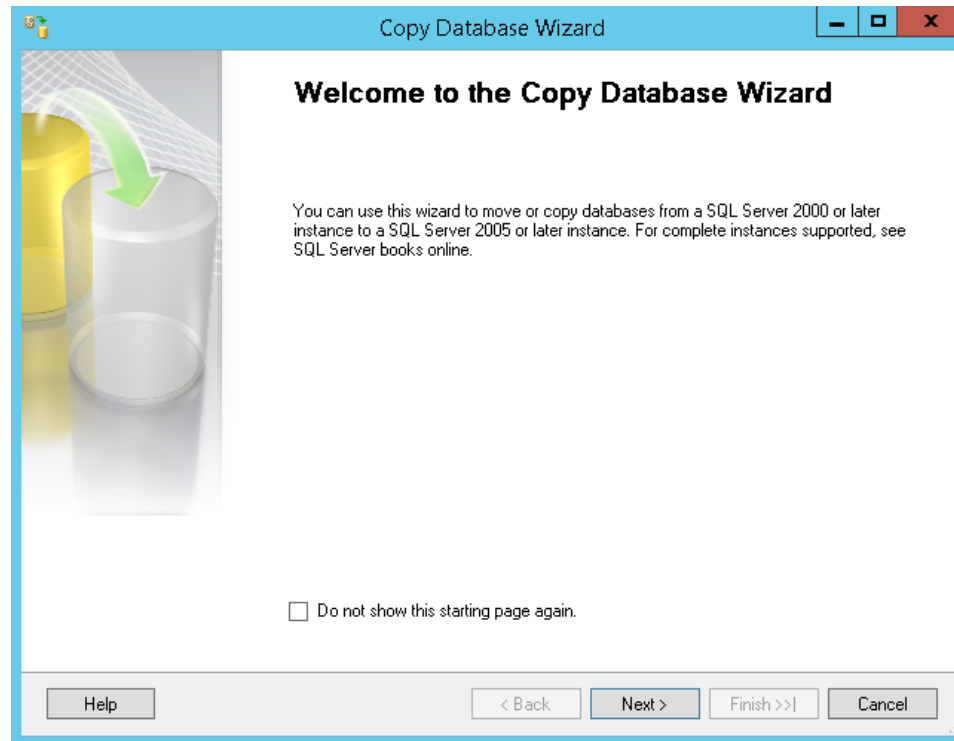 Copy Database Wizard
Welcome to the Copy Database Wizard
You can use this wizard to move or copy databases from a SQL Server 2000 or later
instance to a SQL Server 2005 or later instance. For complete instances supported, see
SQL Server books online.
Do not show this starting page again.
Help < Back Next > Finish >>| Cancel